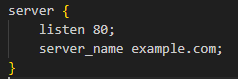 server {
    listen 80;
    server_name example.com;
}